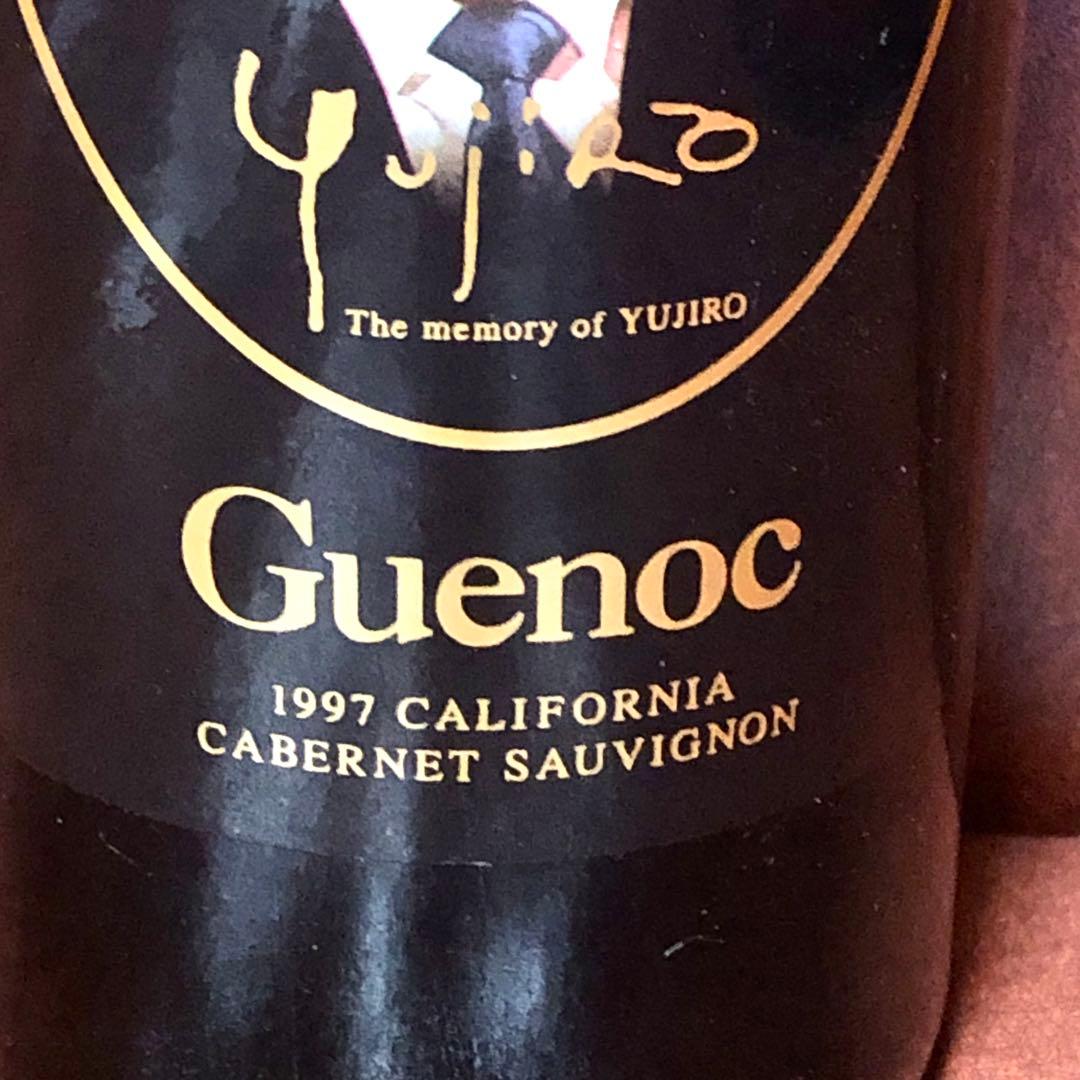 Yujiro
The memory of YUJIRO
Guenoc
1997 CALIFORNIA
CABERNET SAUVIGNON